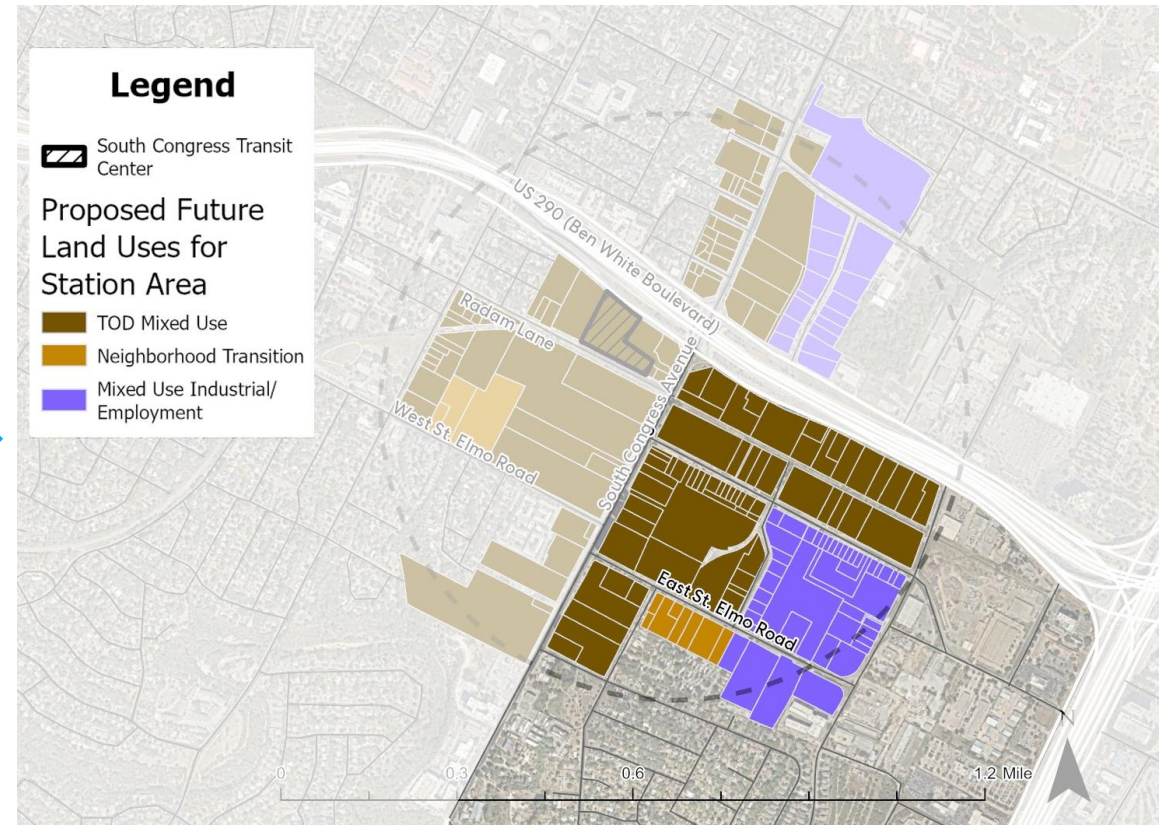 Legend
South Congress Transit
Center
Proposed Future
Land Uses for
Station Area
TOD Mixed Use
Neighborhood Transition
Mixed Use Industrial/
Employment
US 290 (Ben White Boulevard)
Radam Lane
South Congress Avenue
West St. Elmo Road
East St. Elmo Road
N
0
0.3
0.6
1.2 Mile